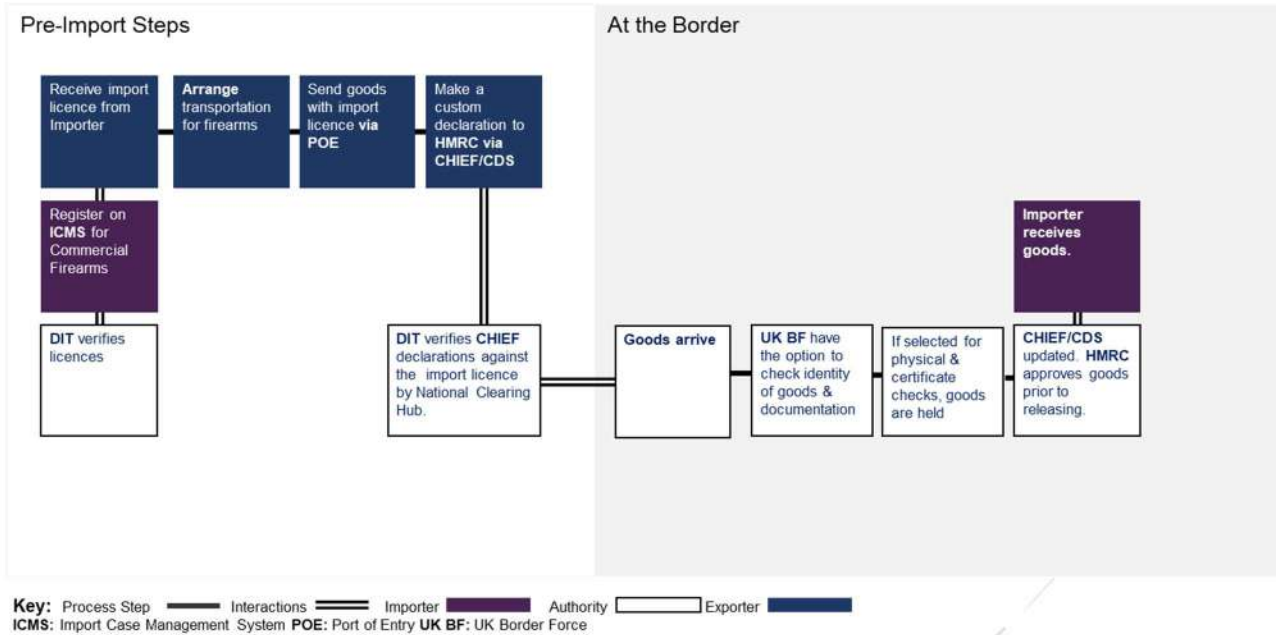 Pre-Import Steps
At the Border
Receive import
licence from
Importer
Arrange
transportation
for firearms
Send goods
with import
licence via
POE
Make a
custom
declaration to
HMRC via
CHIEF/CDS
Register on
ICMS for
Commercial
Firearms
Importer
receives
goods.
DIT verifies
licences
DIT verifies CHIEF
declarations against
the import licence
by National Clearing
Hub.
Goods arrive
UK BF have
the option to
check identity
of goods &
documentation
If selected for
physical &
certificate
checks, goods
are held
CHIEF/CDS
updated. HMRC
approves goods
prior to
releasing.
Key: Process Step Interactions Importer Authority Exporter
ICMS: Import Case Management System POE: Port of Entry UK BF: UK Border Force